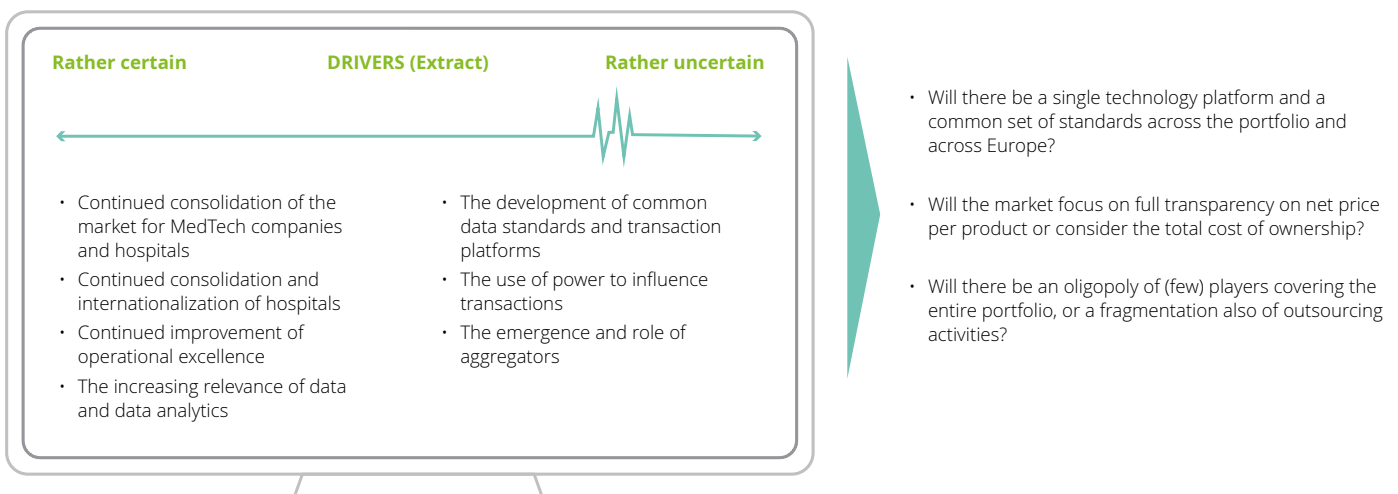 Rather certain
DRIVERS (Extract)
Rather uncertain
• Continued consolidation of the
market for MedTech companies
and hospitals
• Continued consolidation and
internationalization of hospitals
• Continued improvement of
operational excellence
• The increasing relevance of data
and data analytics
• The development of common
data standards and transaction
platforms
• The use of power to influence
transactions
• The emergence and role of
aggregators
• Will there be a single technology platform and a
common set of standards across the portfolio and
across Europe?
• Will the market focus on full transparency on net price
per product or consider the total cost of ownership?
• Will there be an oligopoly of (few) players covering the
entire portfolio, or a fragmentation also of outsourcing
activities?